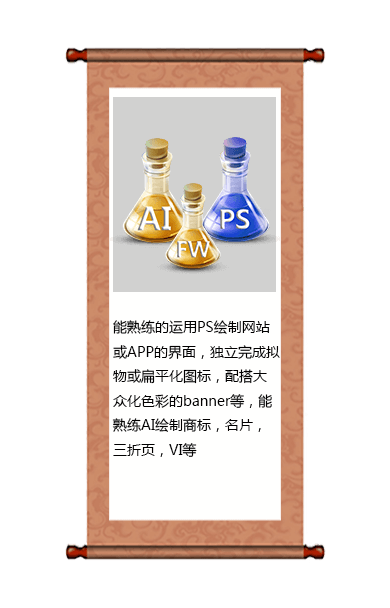 AI
PS
FW
能熟练的运用PS绘制网站
或APP的界面，独立完成拟
物或扁平化图标，配搭大
众化色彩的banner等，能
熟练AI绘制商标，名片，
三折页，VI等